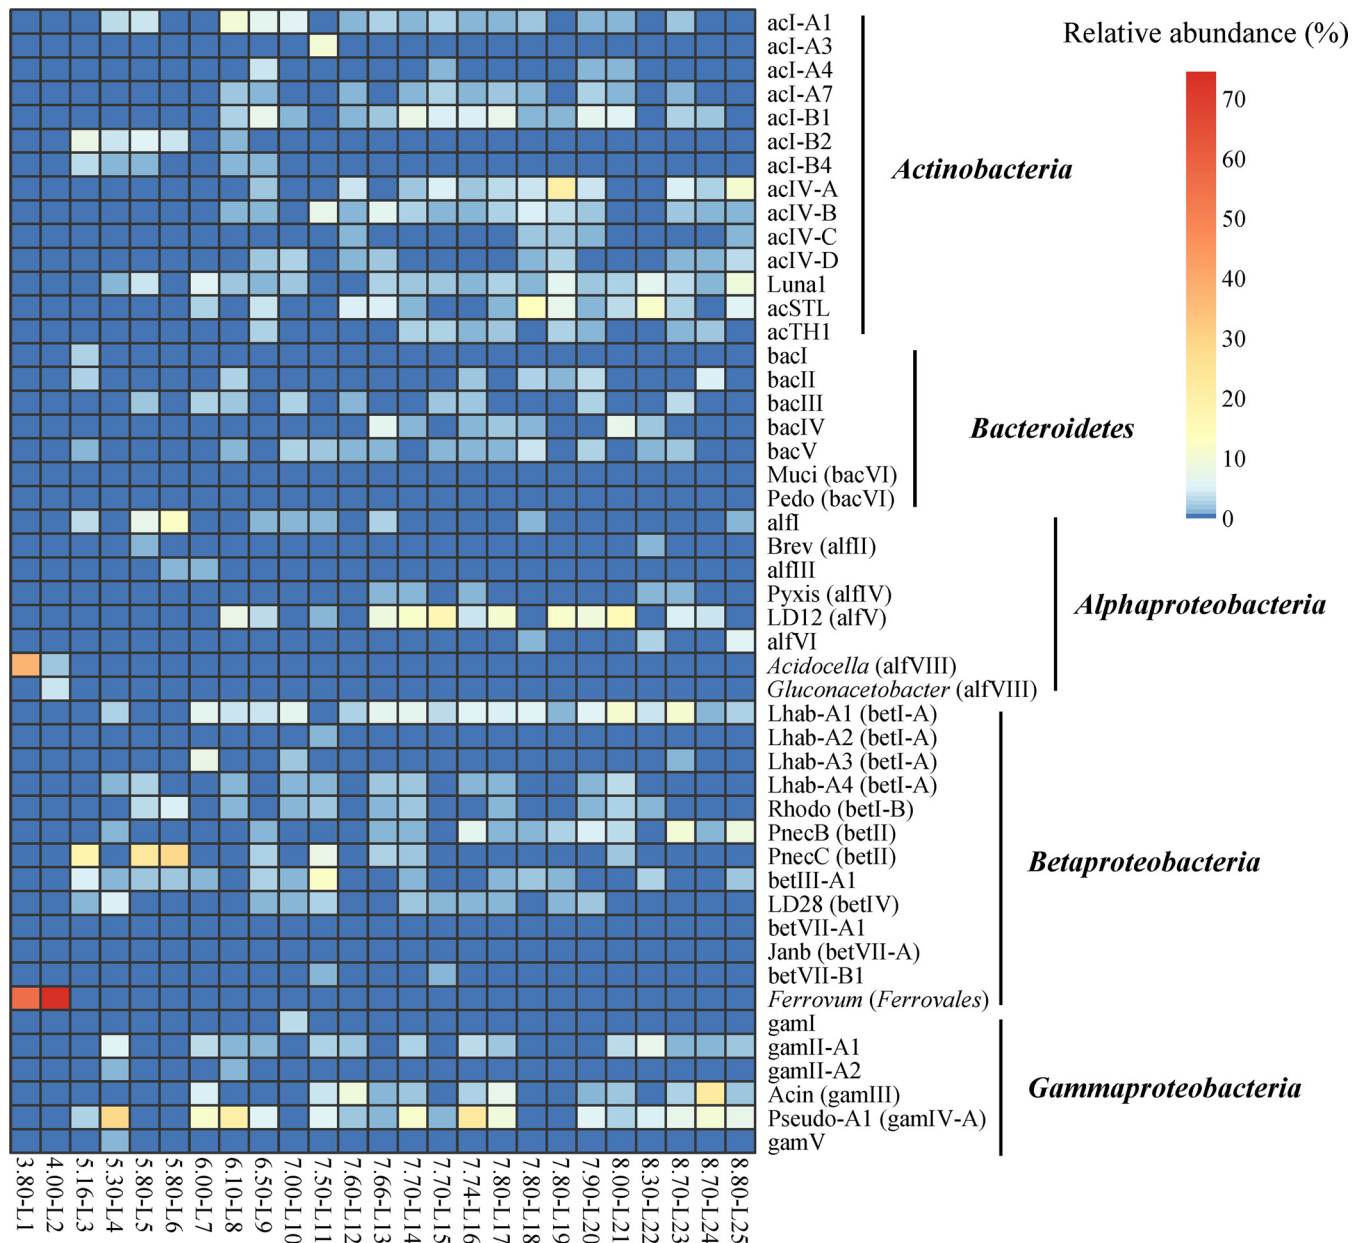 Relative abundance (%)
70
60
50
40
30
20
10
0
acI-A1
acI-A3
acI-A4
acI-A7
acI-B1
acI-B2
acI-B4
acIV-A
acIV-B
acIV-C
acIV-D
Luna1
acSTL
acTH1
Actinobacteria
bacI
bacII
bacIII
bacIV
bacV
Muci (bacVI)
Pedo (bacVI)
Bacteroidetes
alfI
Brev (alfII)
alfIII
Pyxis (alfIV)
LD12 (alfV)
alfVI
Acidocella (alfVIII)
Gluconacetobacter (alfVIII)
Alphaproteobacteria
Lhab-A1 (betI-A)
Lhab-A2 (betI-A)
Lhab-A3 (betI-A)
Lhab-A4 (betI-A)
Rhodo (betI-B)
PnecB (betII)
PnecC (betII)
betIII-A1
LD28 (betIV)
betVII-A1
Janb (betVII-A)
betVII-B1
Ferrovum (Ferrovales)
Betaproteobacteria
gamI
gamII-A1
gamII-A2
Acin (gamIII)
Pseudo-A1 (gamIV-A)
gamV
Gammaproteobacteria
3.80-L1
4.00-L2
5.16-L3
5.30-L4
5.80-L5
5.80-L6
6.00-L7
6.10-L8
6.50-L9
7.00-L10
7.50-L11
7.60-L12
7.66-L13
7.70-L14
7.70-L15
7.74-L16
7.80-L17
7.80-L18
7.80-L19
7.90-L20
8.00-L21
8.30-L22
8.70-L23
8.70-L24
8.80-L25